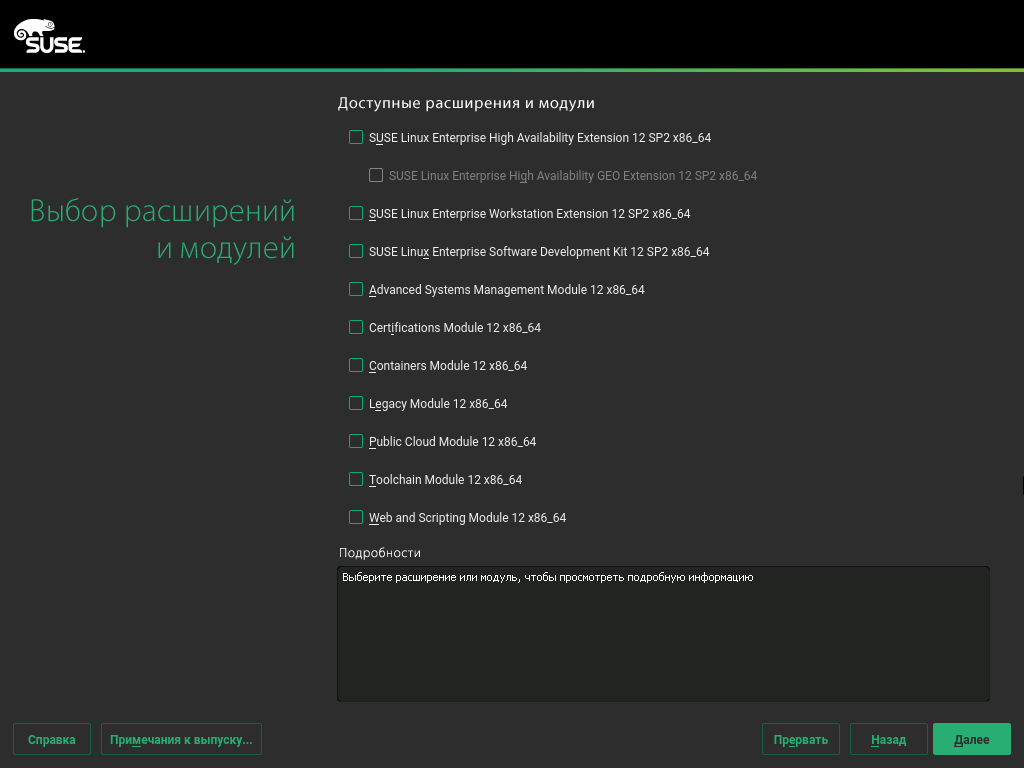 SUSE.
Доступные расширения и модули
SUSE Linux Enterprise High Availability Extension 12 SP2 x86_64
SUSE Linux Enterprise High Availability GEO Extension 12 SP2 x86_64
Выбор расширений
и модулей
SUSE Linux Enterprise Workstation Extension 12 SP2 x86_64
SUSE Linux Enterprise Software Development Kit 12 SP2 x86_64
Advanced Systems Management Module 12 x86_64
Certifications Module 12 x86_64
Containers Module 12 x86_64
Legacy Module 12 x86_64
Public Cloud Module 12 x86_64
Toolchain Module 12 x86_64
Web and Scripting Module 12 x86_64
Подробности
Выберите расширение или модуль, чтобы просмотреть подробную информацию
Справка
Примечания к выпуску...
Прервать
Назад
Далее